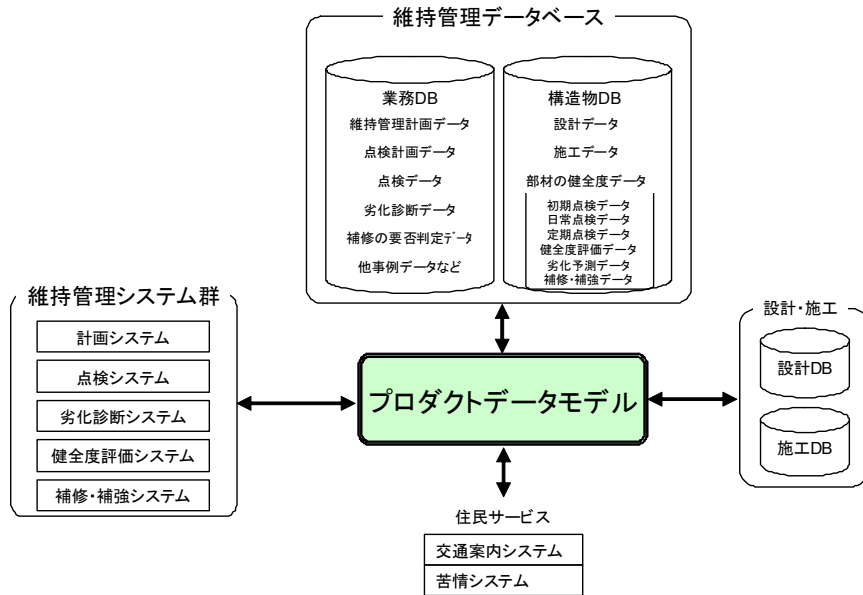 維持管理データベース
業務DB
維持管理計画データ
点検計画データ
点検データ
劣化診断データ
補修の要否判定データ
他事例データなど
構造物DB
設計データ
施工データ
部材の健全度データ
初期点検データ
日常点検データ
定期点検データ
健全度評価データ
劣化予測データ
補修・補強データ
維持管理システム群
計画システム
点検システム
劣化診断システム
健全度評価システム
補修・補強システム
プロダクトデータモデル
設計・施工
設計DB
施工DB
住民サービス
交通案内システム
苦情システム